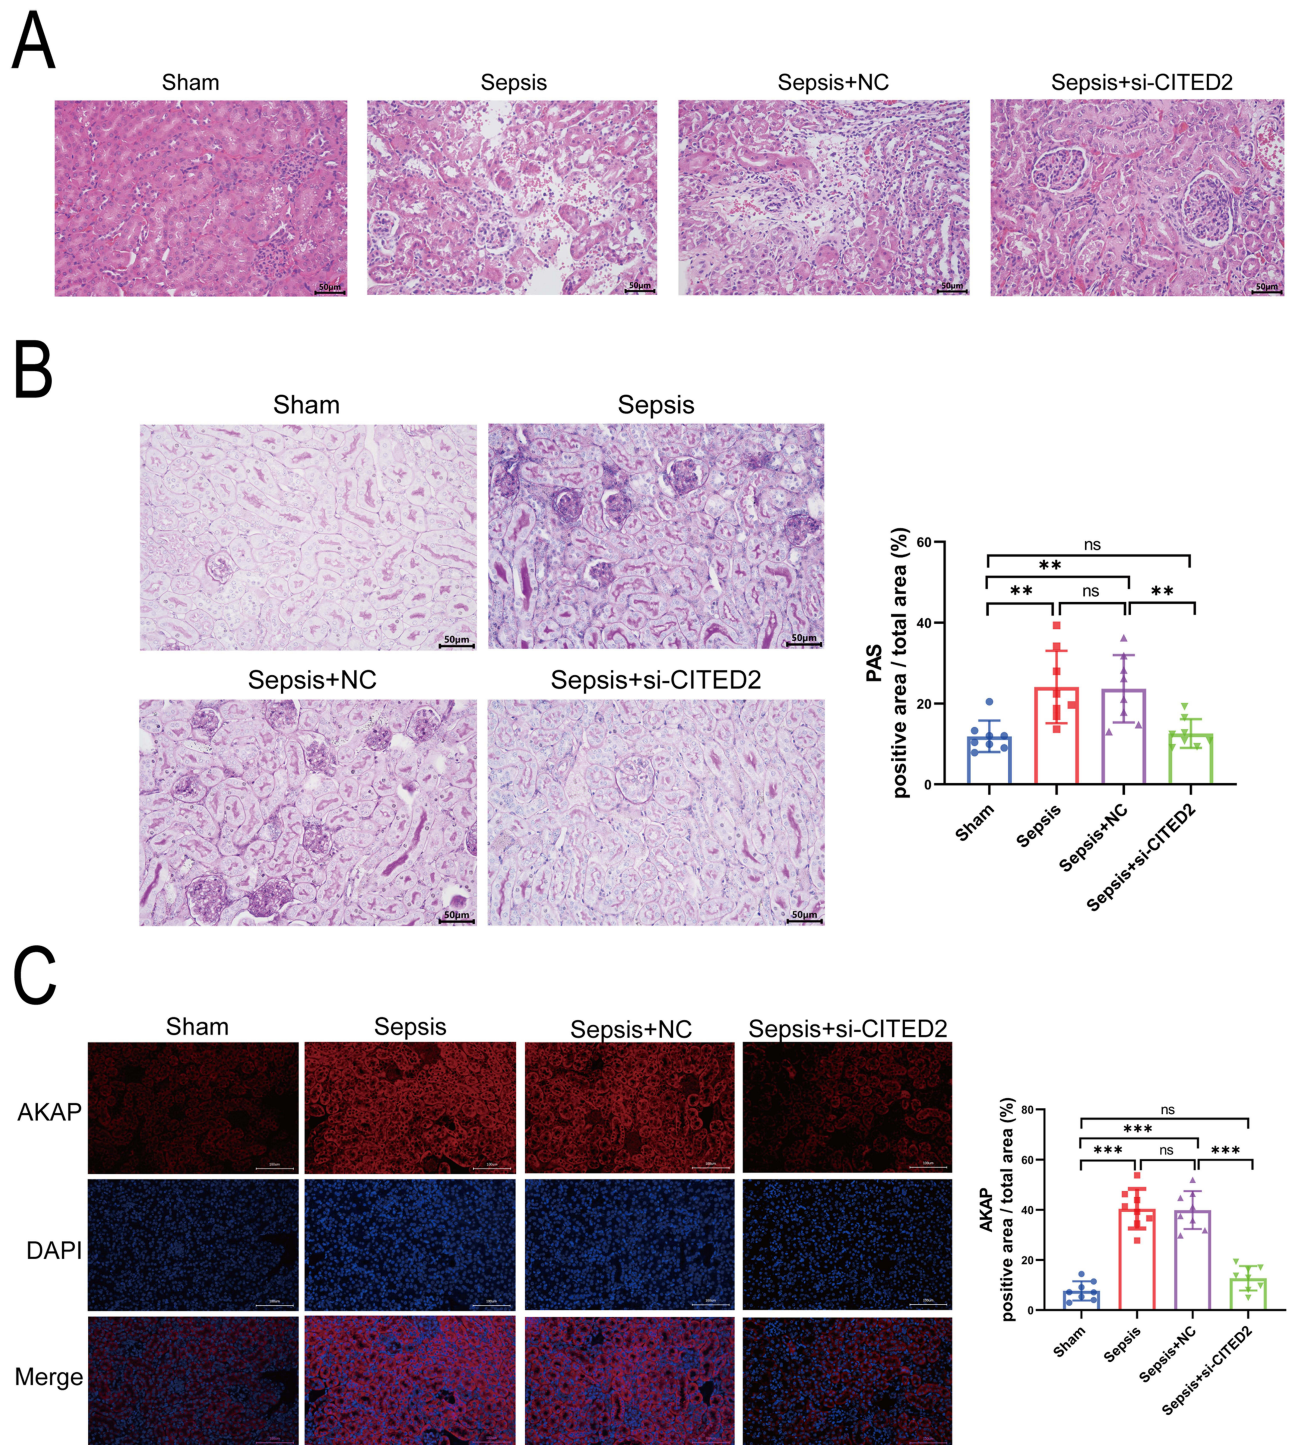 A
Sham
Sepsis
Sepsis+NC
Sepsis+si-CITED2
50μm
50μm
50μm
50μm
B
Sham
Sepsis
50μm
50μm
Sepsis+NC
Sepsis+si-CITED2
50μm
50μm
PAS
positive area / total area (%)
60
40
20
0
ns
**
**
ns
**
Sham
Sepsis
Sepsis+NC
Sepsis+si-CITED2
C
Sham
Sepsis
Sepsis+NC
Sepsis+si-CITED2
AKAP
DAPI
Merge
AKAP
positive area / total area (%)
80
60
40
20
0
ns
***
***
ns
***
Sham
Sepsis
Sepsis+NC
Sepsis+si-CITED2